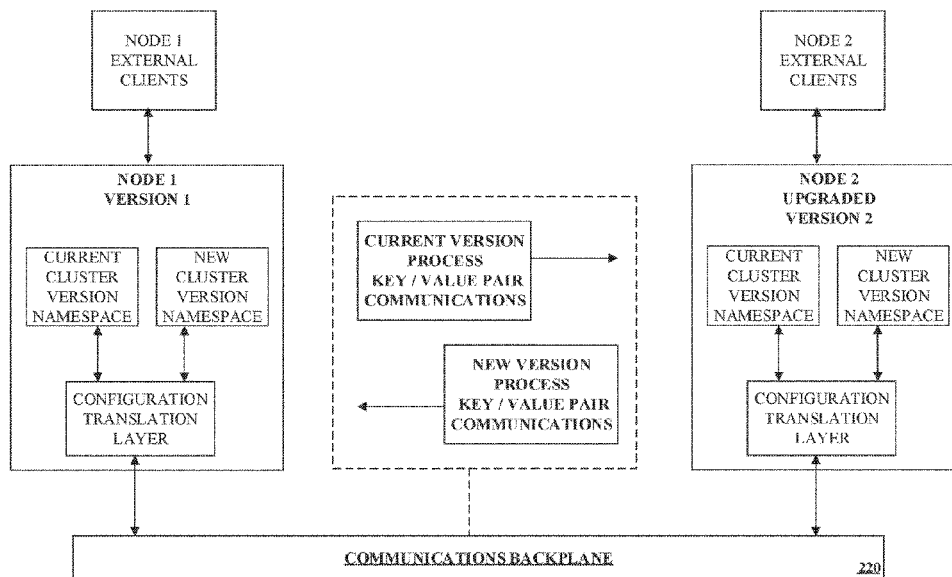 NODE 1
EXTERNAL
CLIENTS
NODE 2
EXTERNAL
CLIENTS
NODE 1
VERSION 1
CURRENT
CLUSTER
VERSION
NAMESPACE
NEW
CLUSTER
VERSION
NAMESPACE
CONFIGURATION
TRANSLATION
LAYER
CURRENT VERSION
PROCESS
KEY / VALUE PAIR
COMMUNICATIONS
NEW VERSION
PROCESS
KEY / VALUE PAIR
COMMUNICATIONS
NODE 2
UPGRADED
VERSION 2
CURRENT
CLUSTER
VERSION
NAMESPACE
NEW
CLUSTER
VERSION
NAMESPACE
CONFIGURATION
TRANSLATION
LAYER
COMMUNICATIONS BACKPLANE
220